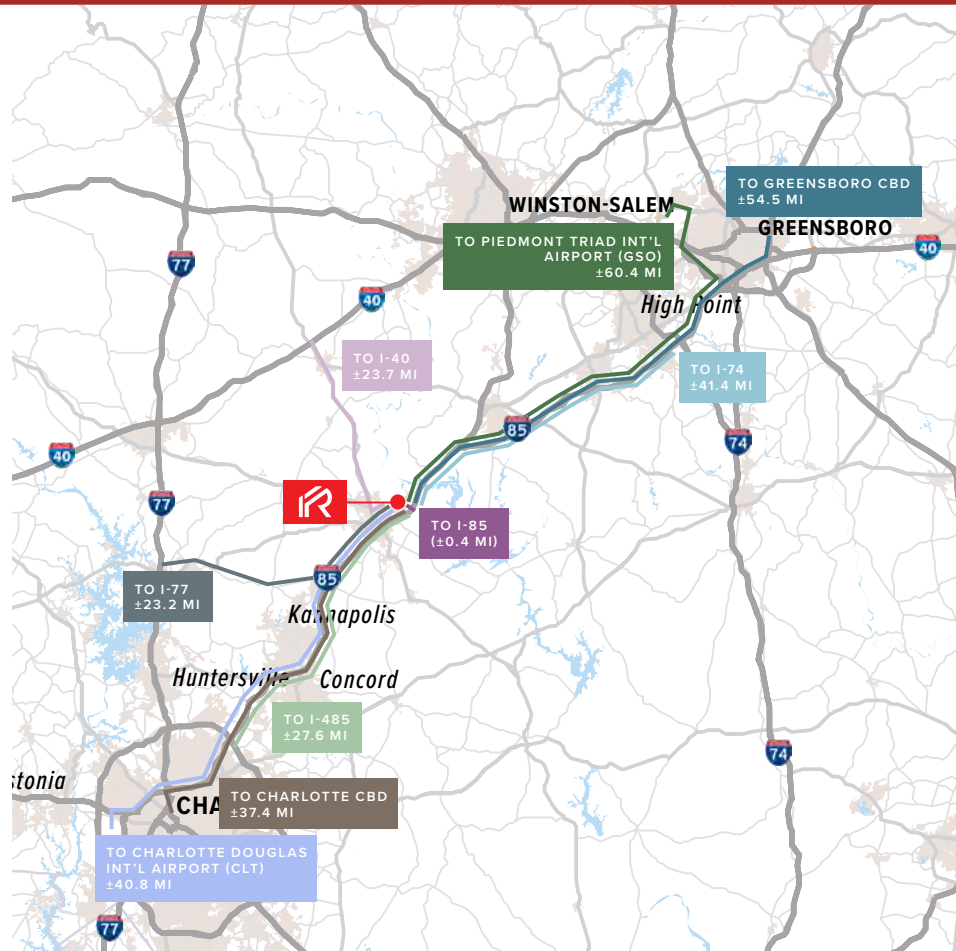 TO GREENSBORO CBD
±54.5 MI
WINSTON-SALEM
GREENSBORO
TO PIEDMONT TRIAD INT'L
AIRPORT (GSO)
±60.4 MI
40
77
40
High Point
TO I-40
±23.7 MI
TO I-74
±41.4 MI
85
74
40
77
TO I-85
(±0.4 MI)
85
TO I-77
±23.2 MI
Kannapolis
Huntersville
Concord
TO I-485
±27.6 MI
74
stonia
CHA
TO CHARLOTTE CBD
±37.4 MI
TO CHARLOTTE DOUGLAS
INT'L AIRPORT (CLT)
±40.8 MI
77